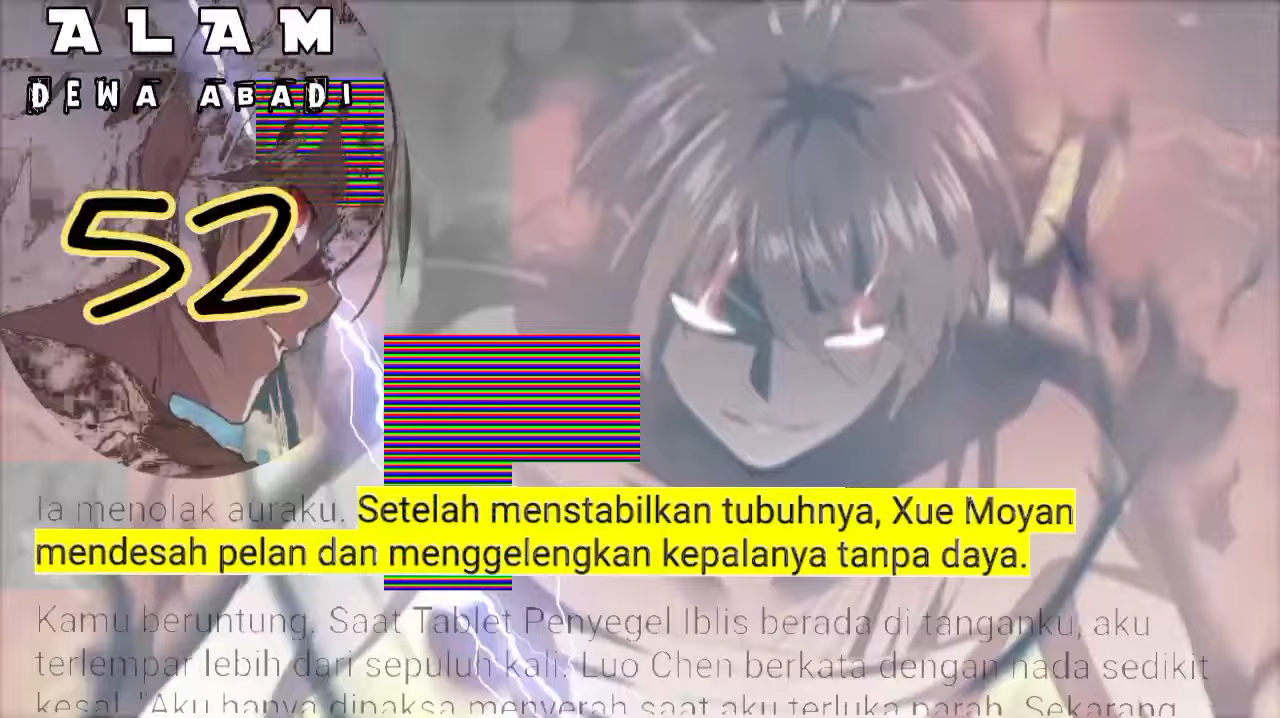 ALAM
DEWA ABADI
52
Ia menolak auraku. Setelah menstabilkan tubuhnya, Xue Moyan
mendesah pelan dan menggelengkan kepalanya tanpa daya.
Kamu beruntung. Saat Tablet Penyegel Iblis berada di tanganku, aku
terlempar lebih dari sepuluh kali. Luo Chen berkata dengan nada sedikit
kesal. "Aku hanya dipaksa menyerah saat aku terluka parah. Sekarang